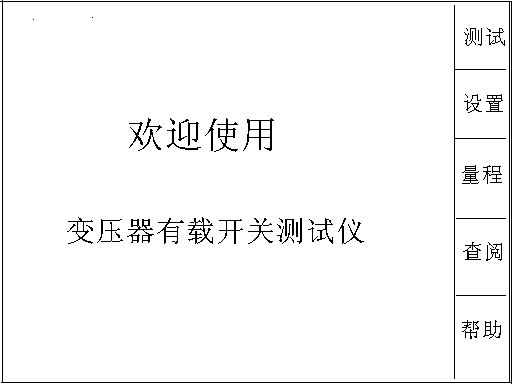 欢迎使用
变压器有载开关测试仪
测试
设置
量程
查阅
帮助